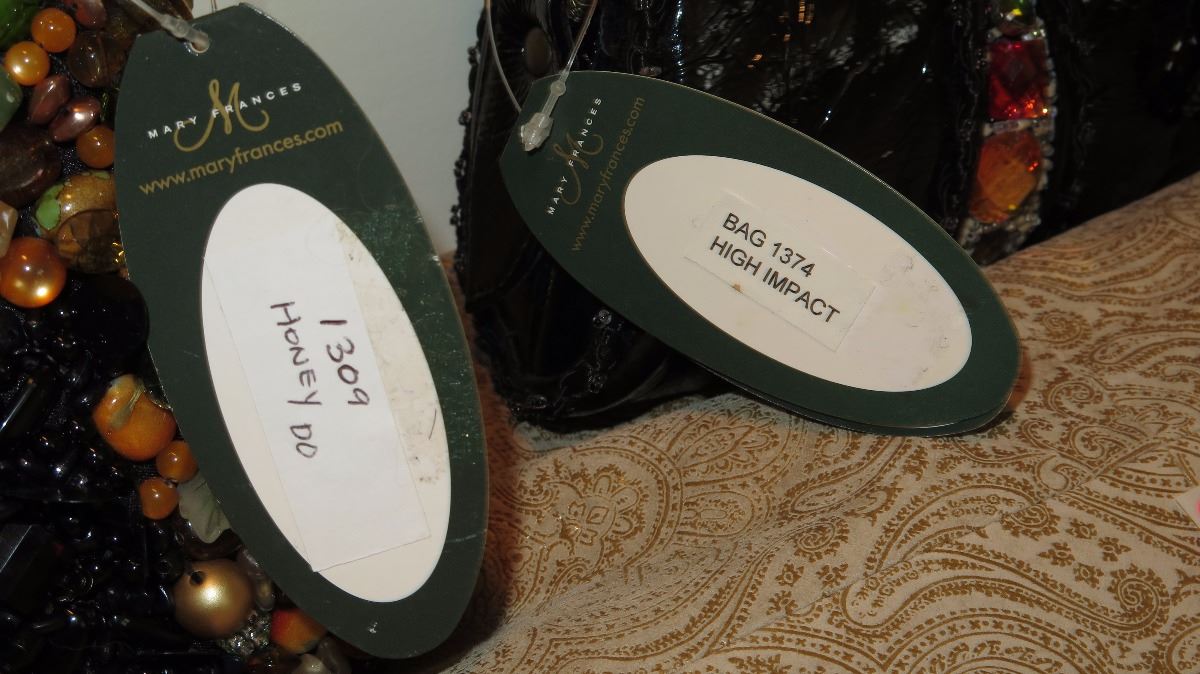 MARY FRANCES
M
www.maryfrances.com
1309
HONEY DO
MARY FRANCES
M
www.maryfrances.com
BAG 1374
HIGH IMPACT